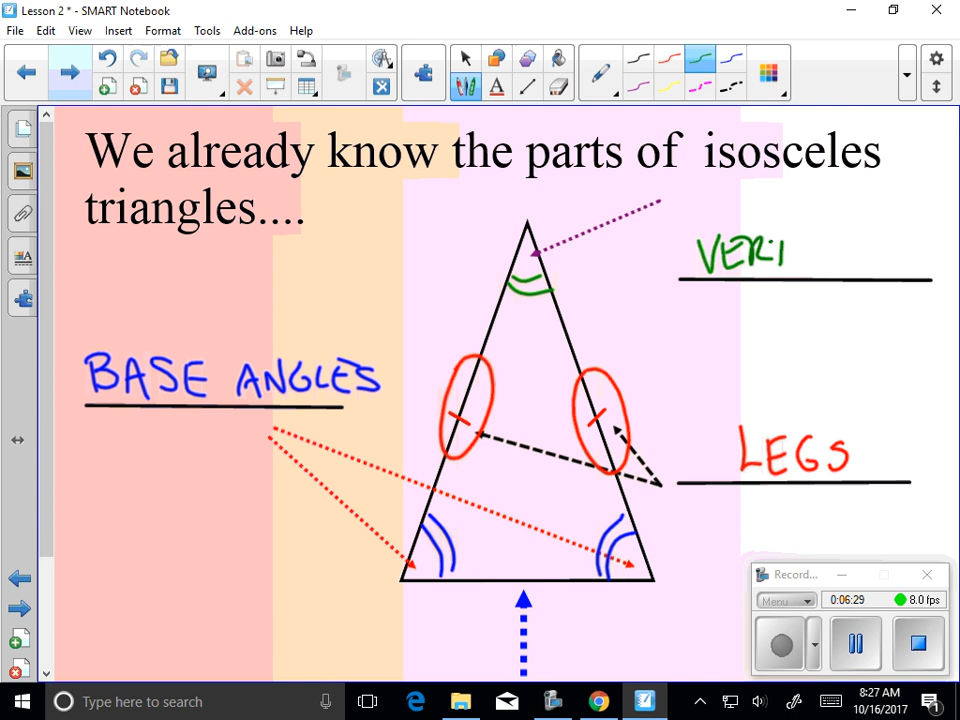 Lesson 2 * - SMART Notebook
File Edit View Insert Format Tools Add-ons Help
We already know the parts of isosceles
triangles....
VERT
BASE ANGLES
LEGS
Record...
Menu 0:06:29 8.0 fps
Type here to search
8:27 AM
10/16/2017
1